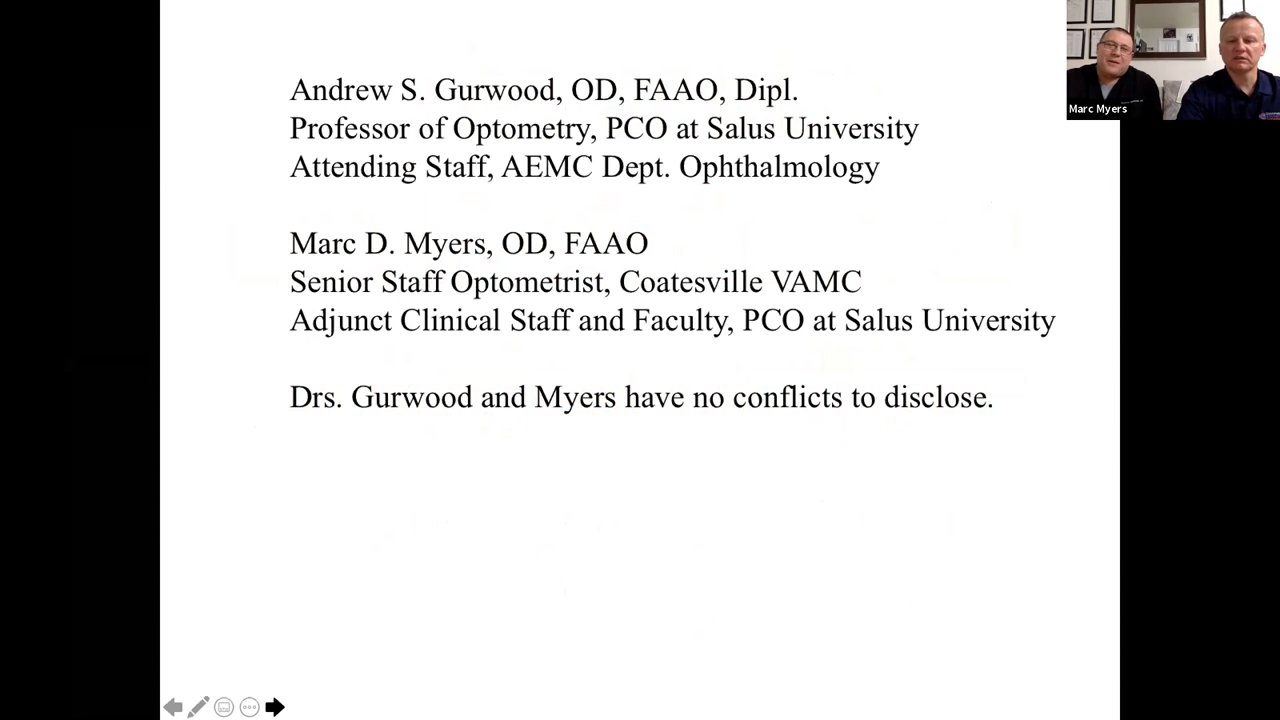 Andrew S. Gurwood, OD, FAAO, Dipl.
Professor of Optometry, PCO at Salus University
Attending Staff, AEMC Dept. Ophthalmology
Marc D. Myers, OD, FAAO
Senior Staff Optometrist, Coatesville VAMC
Adjunct Clinical Staff and Faculty, PCO at Salus University
Drs. Gurwood and Myers have no conflicts to disclose.
Marc Myers